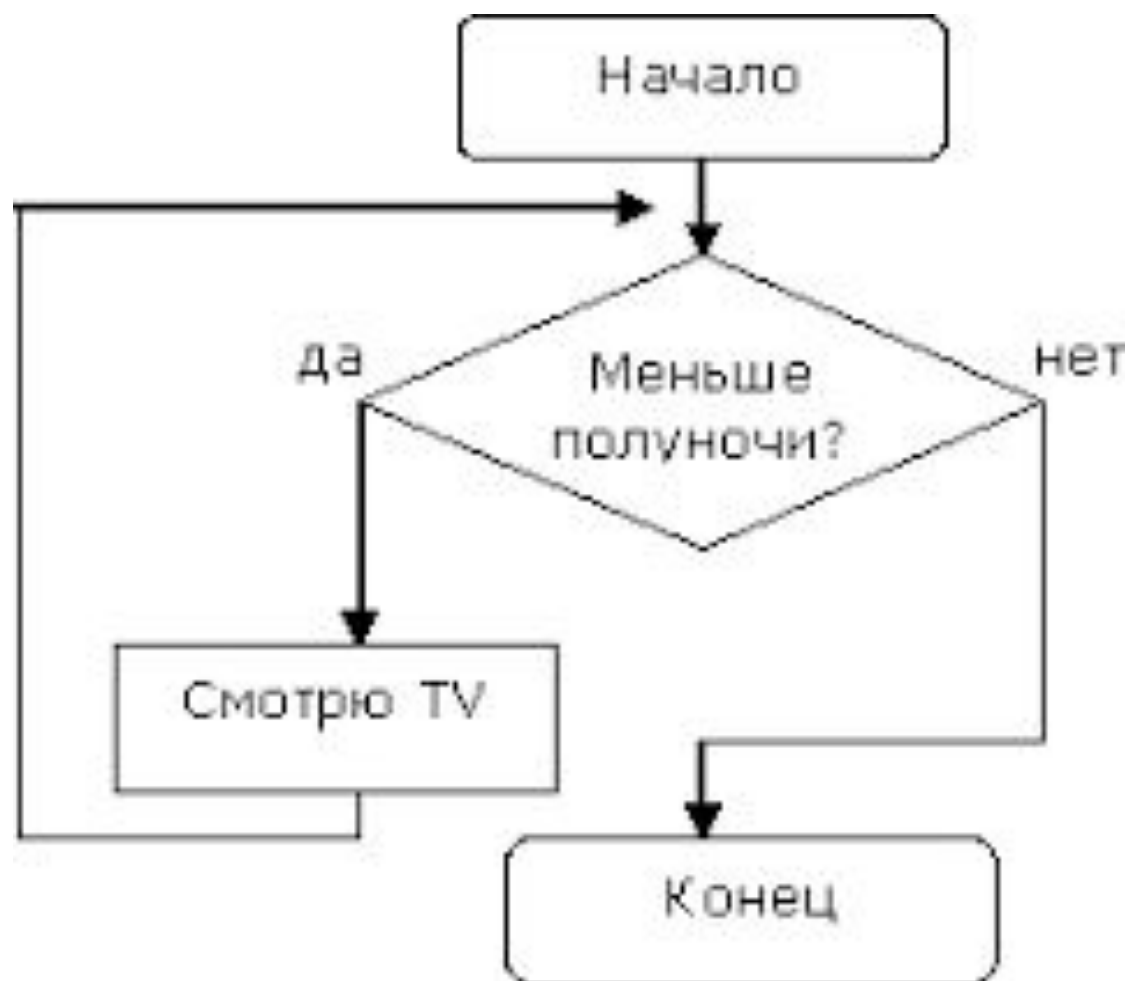 Начало
да
Меньше
полуночи?
нет
Смотрю TV
Конец